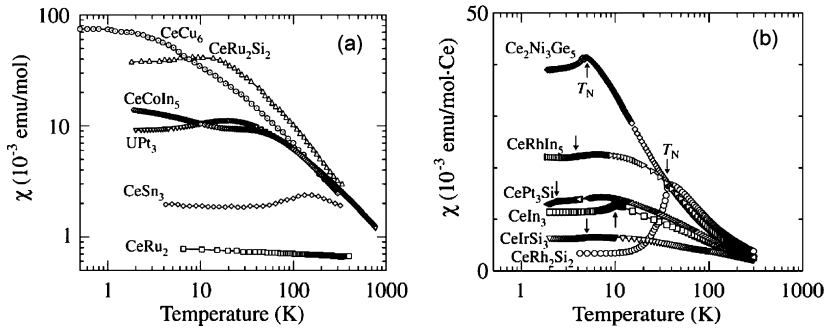 (a)
χ (10⁻³ emu/mol)
100
10
1
CeCu₆
CeRu₂Si₂
CeCoIn₅
UPt₃
CeSn₃
CeRu₂
1 10 100 1000
Temperature (K)
(b)
χ (10⁻³ emu/mol·Ce)
50
0
Ce₂Ni₃Ge₅
T_N
CeRhIn₅
T_N
CePt₃Si
CeIn₃
CeIrSi₃
CeRh₂Si₂
1 10 100 1000
Temperature (K)